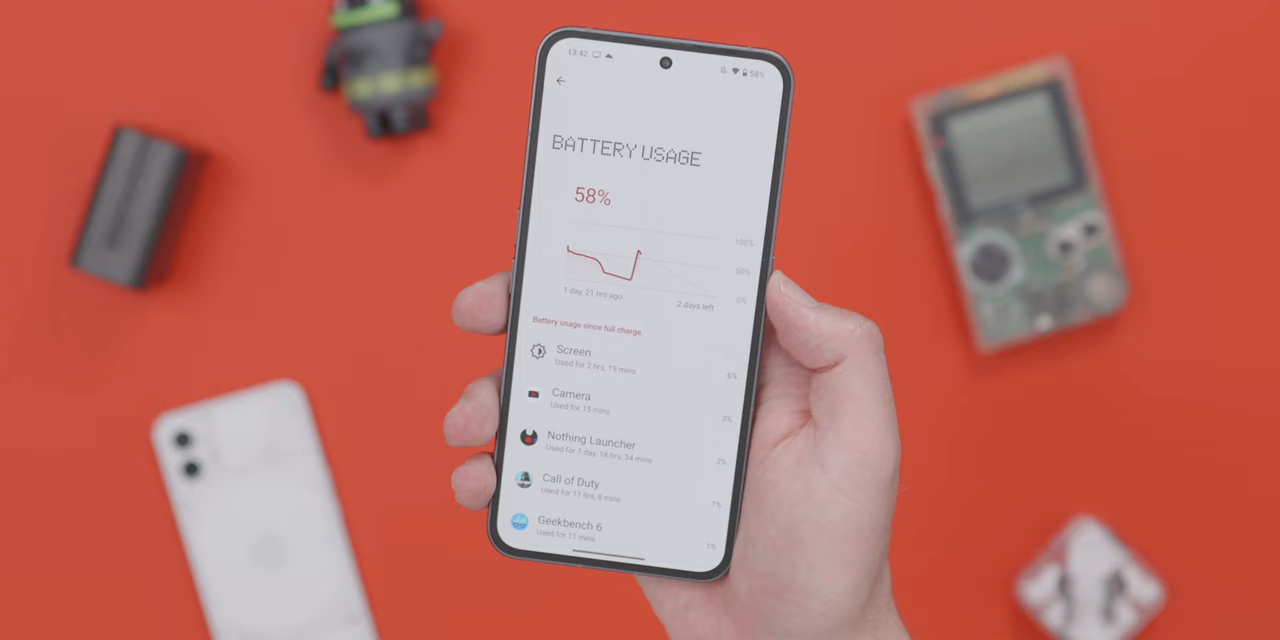 13:42 58%
BATTERY USAGE
58%
100%
50%
0%
1 day, 21 hrs ago 2 days left
Battery usage since full charge
Screen
Used for 2 hrs, 19 mins 6%
Camera
Used for 15 mins 3%
Nothing Launcher
Used for 1 day, 18 hrs, 34 mins 2%
Call of Duty
Used for 11 hrs, 8 mins 1%
Geekbench 6
Used for 11 mins 1%